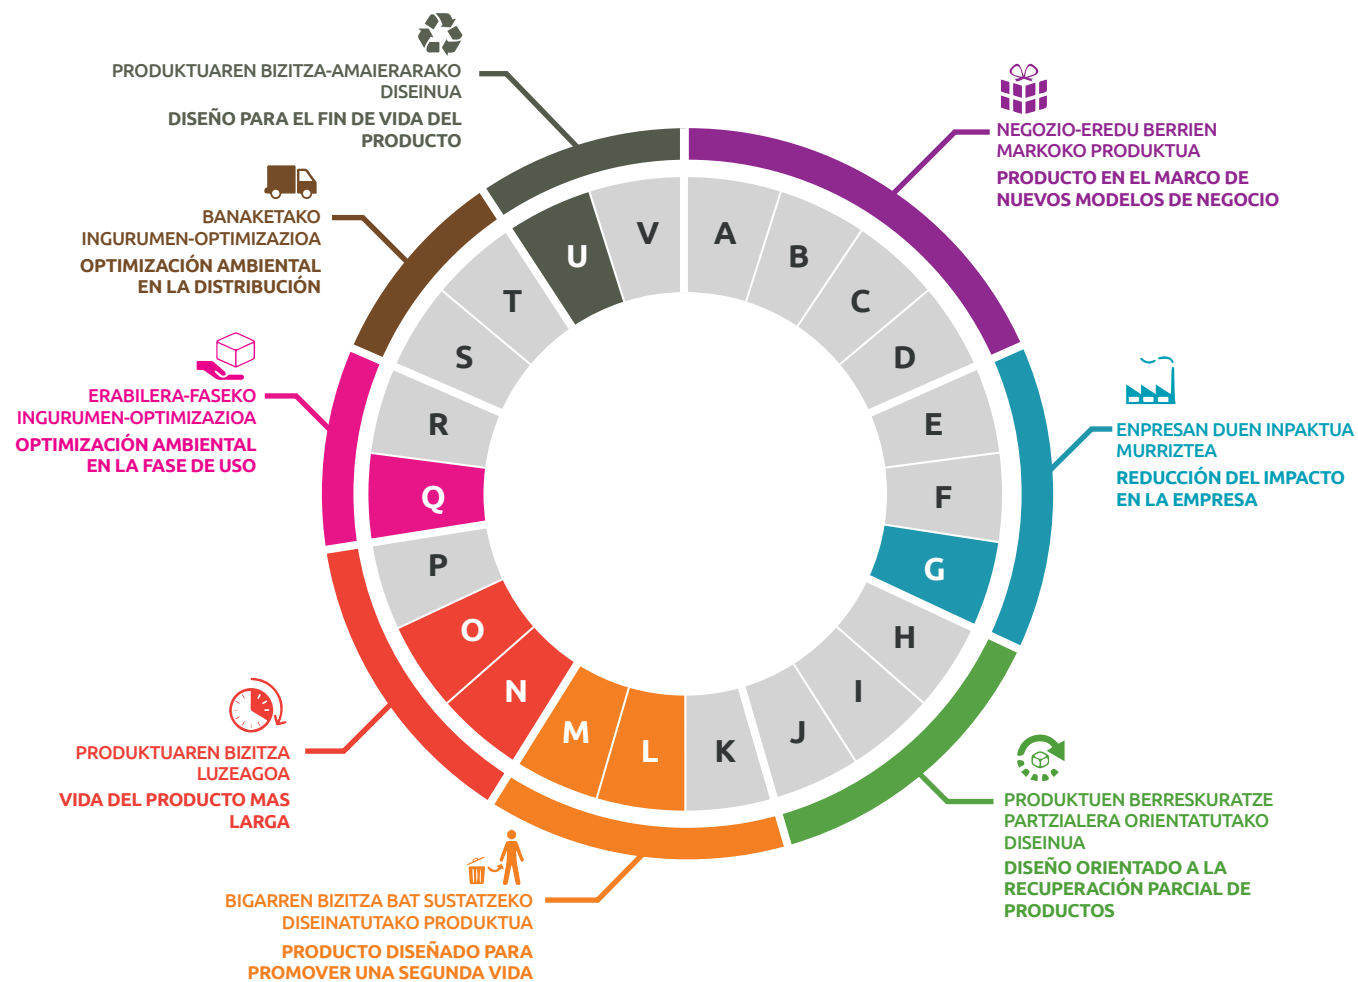 PRODUKTUAREN BIZITZA-AMAIERARAKO
DISEINUA
DISEÑO PARA EL FIN DE VIDA DEL
PRODUCTO
NEGOZIO-EREDU BERRIEN
MARKOKO PRODUKTUA
PRODUCTO EN EL MARCO DE
NUEVOS MODELOS DE NEGOCIO
BANAKETAKO
INGURUMEN-OPTIMIZAZIOA
OPTIMIZACIÓN AMBIENTAL
EN LA DISTRIBUCIÓN
ERABILERA-FASEKO
INGURUMEN-OPTIMIZAZIOA
OPTIMIZACIÓN AMBIENTAL
EN LA FASE DE USO
ENPRESAN DUEN INPAKTUA
MURRIZTEA
REDUCCIÓN DEL IMPACTO
EN LA EMPRESA
PRODUKTUAREN BIZITZA
LUZEAGOA
VIDA DEL PRODUCTO MAS
LARGA
PRODUKTUEN BERRESKURATZE
PARTZIALERA ORIENTATUTAKO
DISEINUA
DISEÑO ORIENTADO A LA
RECUPERACIÓN PARCIAL DE
PRODUCTOS
BIGARREN BIZITZA BAT SUSTATZEKO
DISEINATUTAKO PRODUKTUA
PRODUCTO DISEÑADO PARA
PROMOVER UNA SEGUNDA VIDA
A
B
C
D
E
F
G
H
I
J
K
L
M
N
O
P
Q
R
S
T
U
V